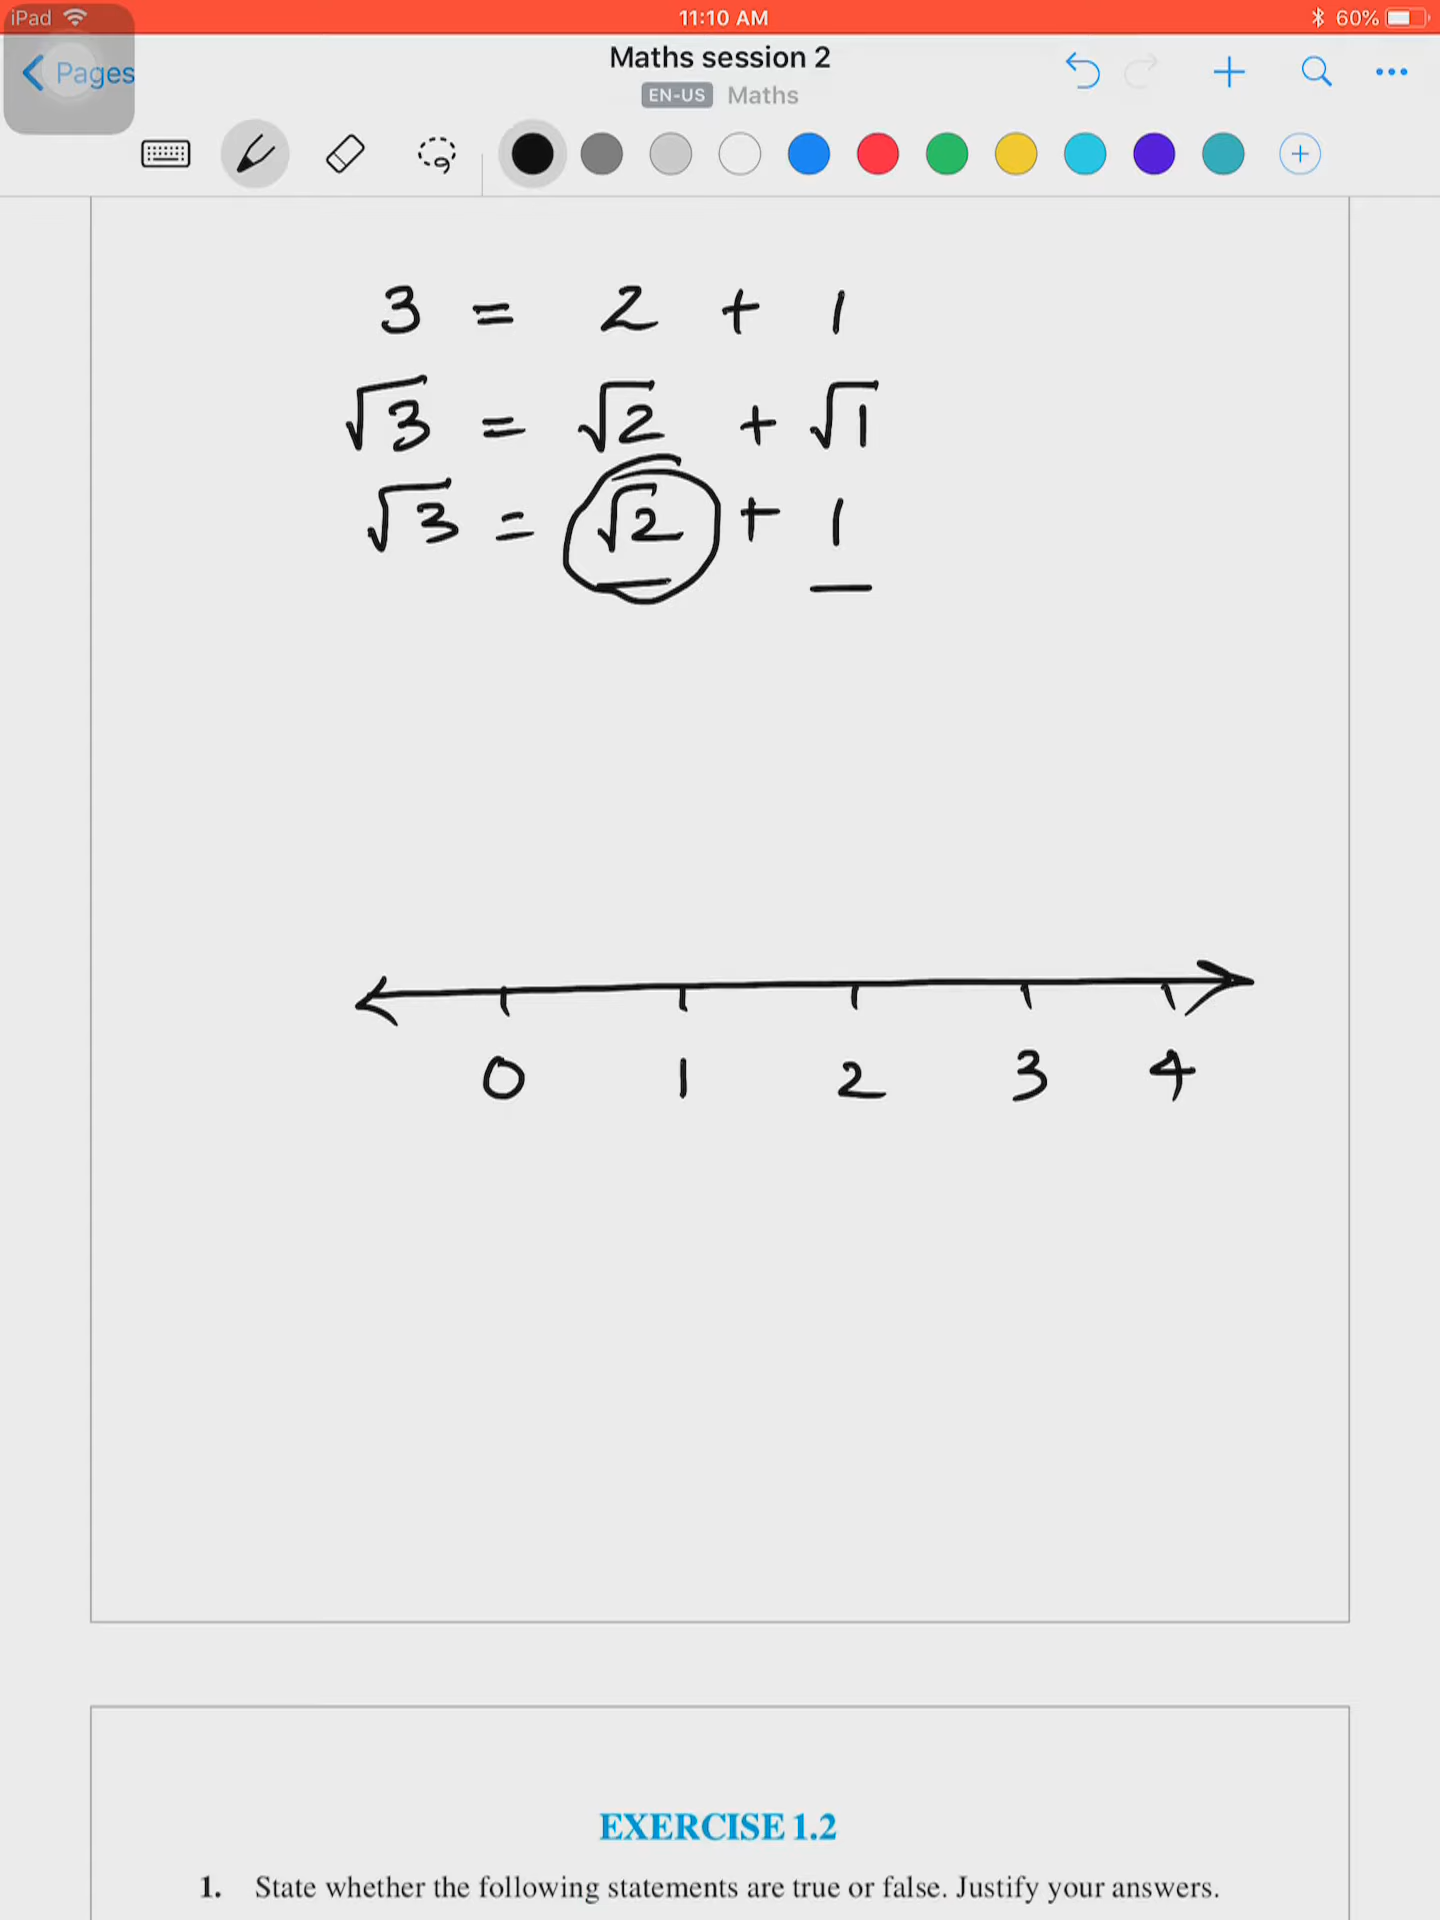 iPad 11:10 AM 60%
Pages Maths session 2
EN-US Maths
3 = 2 + 1
√3 = √2 + √1
√3 = √2 + 1
0 1 2 3 4
EXERCISE 1.2
1. State whether the following statements are true or false. Justify your answers.